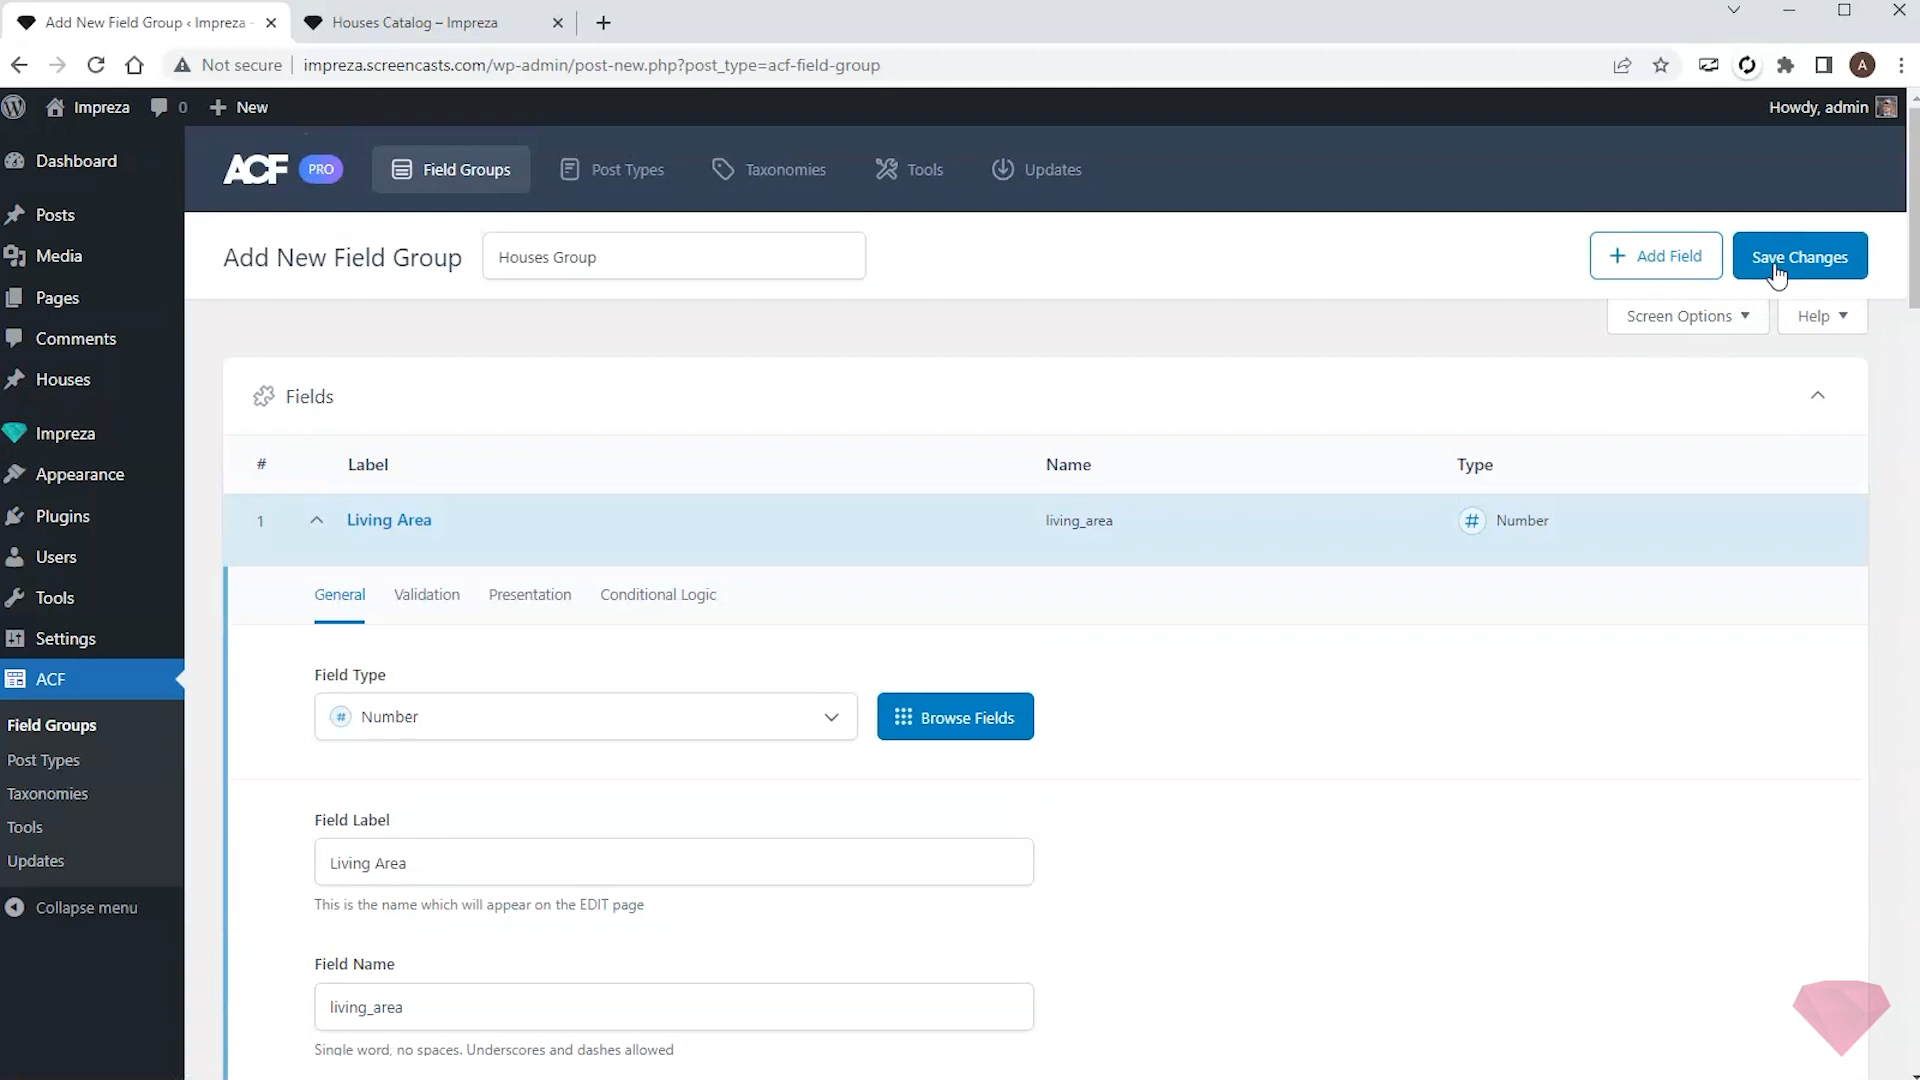 Add New Field Group ‹ Impreza -
Houses Catalog – Impreza
Not secure
impreza.screencasts.com/wp-admin/post-new.php?post_type=acf-field-group
A
Impreza
0
New
Howdy, admin
Dashboard
Posts
Media
Pages
Comments
Houses
Impreza
Appearance
Plugins
Users
Tools
Settings
ACF
Field Groups
Post Types
Taxonomies
Tools
Updates
Collapse menu
ACF PRO
Field Groups
Post Types
Taxonomies
Tools
Updates
Add New Field Group
Houses Group
+ Add Field
Save Changes
Screen Options
Help
Fields
# Label Name Type
1 Living Area living_area # Number
General Validation Presentation Conditional Logic
Field Type
# Number
Browse Fields
Field Label
Living Area
This is the name which will appear on the EDIT page
Field Name
living_area
Single word, no spaces. Underscores and dashes allowed